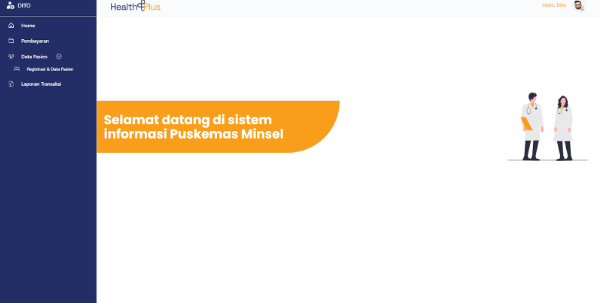 DITO
HealthPlus
Hello, Dito
Home
Pembayaran
Data Pasien
Registrasi & Data Pasien
Laporan Transaksi
Selamat datang di sistem
informasi Puskemas Minsel